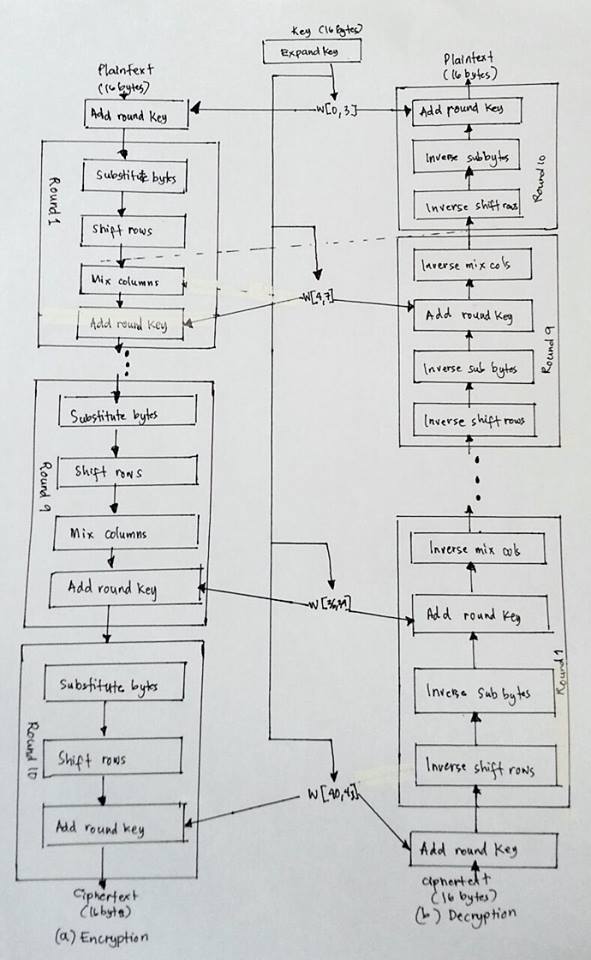 Key (16 bytes)
Expand key
W[0,3]
W[4,7]
W[36,39]
W[40,43]
Plaintext
(16 bytes)
Add round key
Round 1
Substitute bytes
Shift rows
Mix columns
Add round key
Round 9
Substitute bytes
Shift rows
Mix columns
Add round key
Round 10
Substitute bytes
Shift rows
Add round key
Ciphertext
(16 byte)
(a) Encryption
Plaintext
(16 bytes)
Add round key
Inverse subbytes
Inverse shift rows
Round 10
Inverse mix cols
Add round key
Inverse sub bytes
Inverse shift rows
Round 9
Inverse mix cols
Add round key
Inverse sub bytes
Inverse shift rows
Round 1
Add round key
ciphertext
(16 bytes)
(b) Decryption